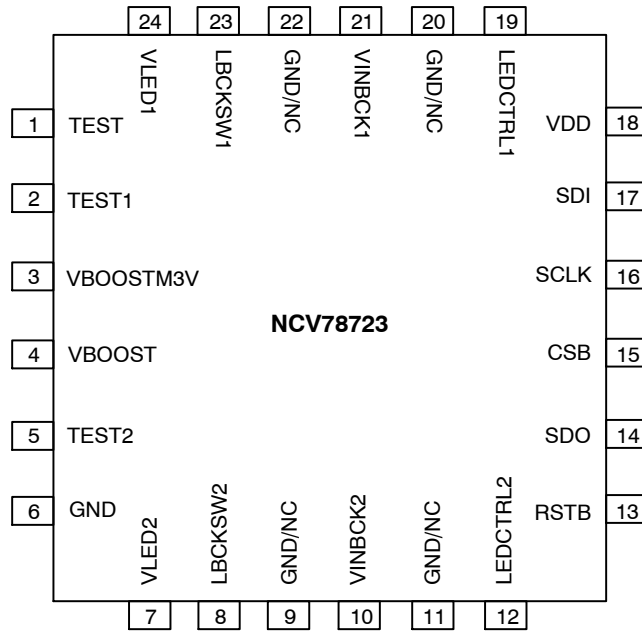 24 23 22 21 20 19
VLED1 LBCKSW1 GND/NC VINBCK1 GND/NC LEDCTRL1
1 TEST VDD 18
2 TEST1 SDI 17
3 VBOOSTM3V SCLK 16
NCV78723
4 VBOOST CSB 15
5 TEST2 SDO 14
6 GND RSTB 13
VLED2 LBCKSW2 GND/NC VINBCK2 GND/NC LEDCTRL2
7 8 9 10 11 12